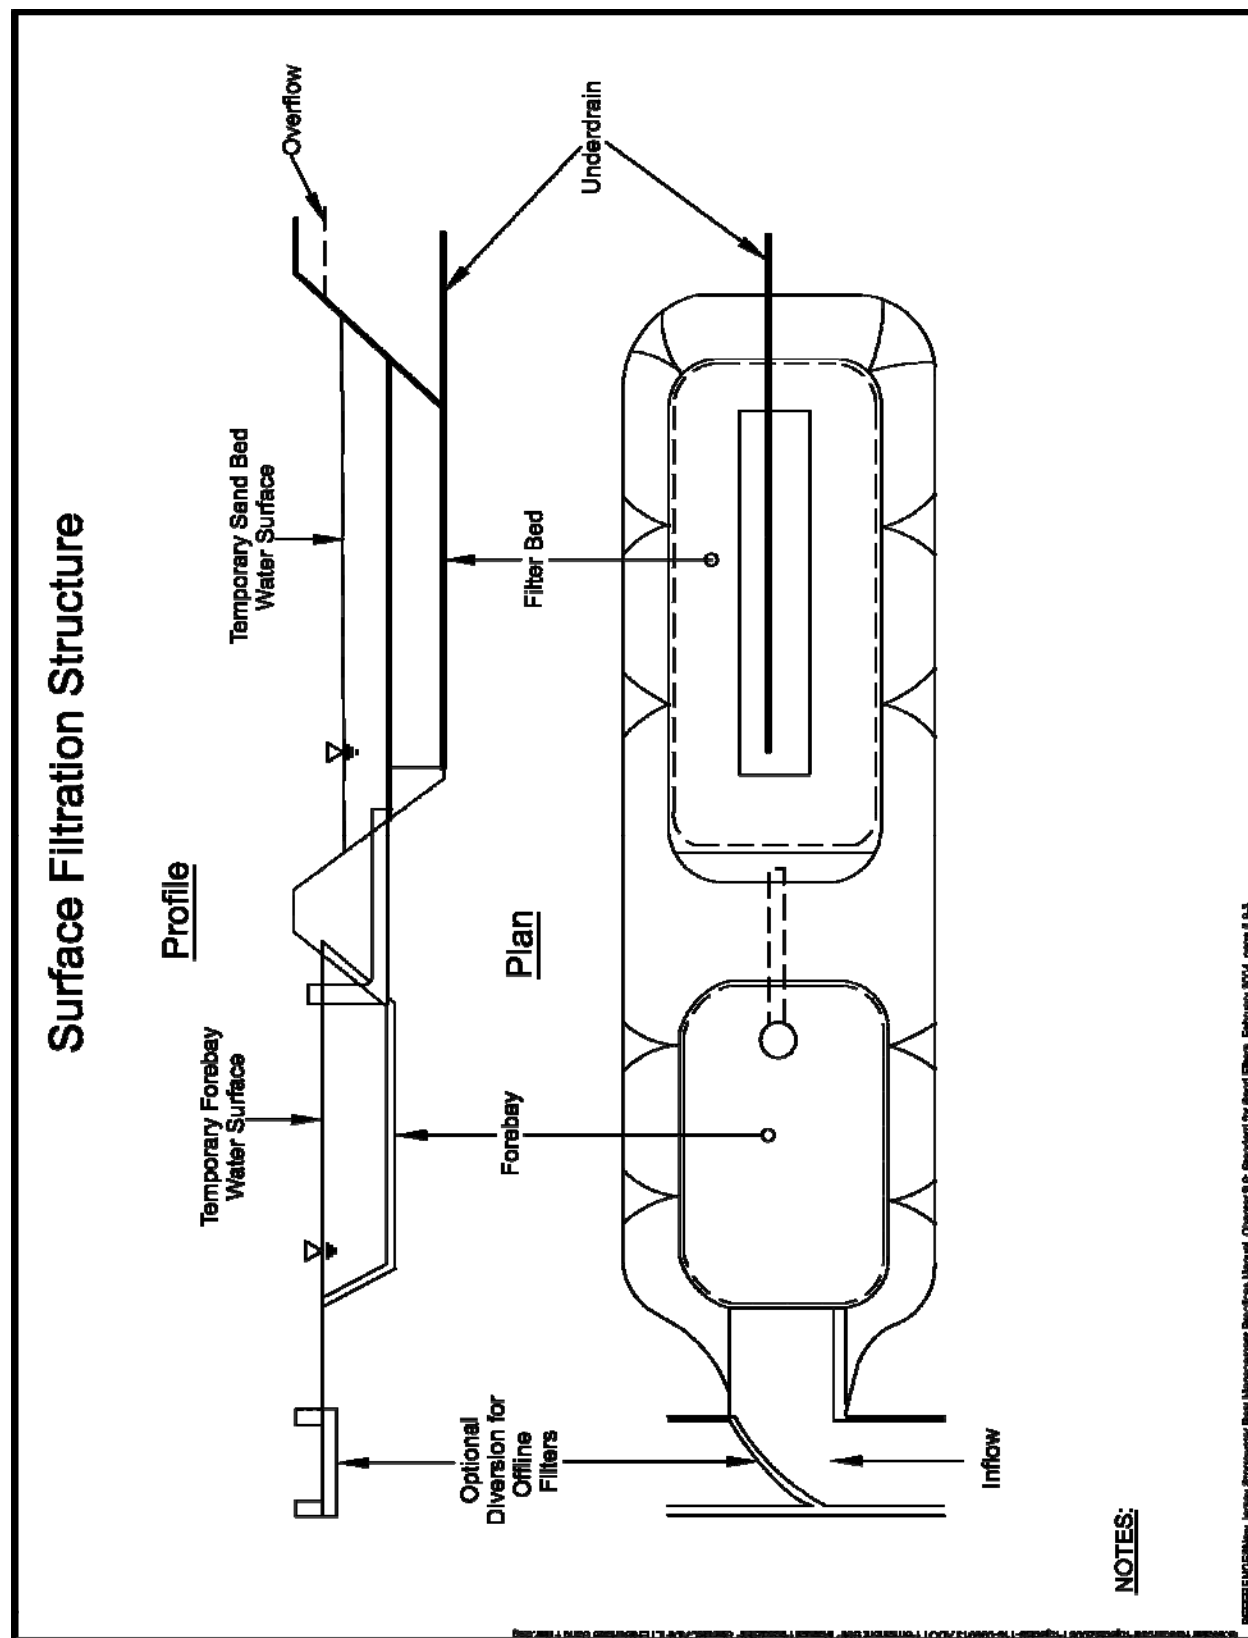 Surface Filtration Structure
Profile
Overflow
Temporary Sand Bed
Water Surface
Temporary Forebay
Water Surface
Underdrain
Filter Bed
Plan
Forebay
Optional
Diversion for
Offline
Filters
Inflow
NOTES: